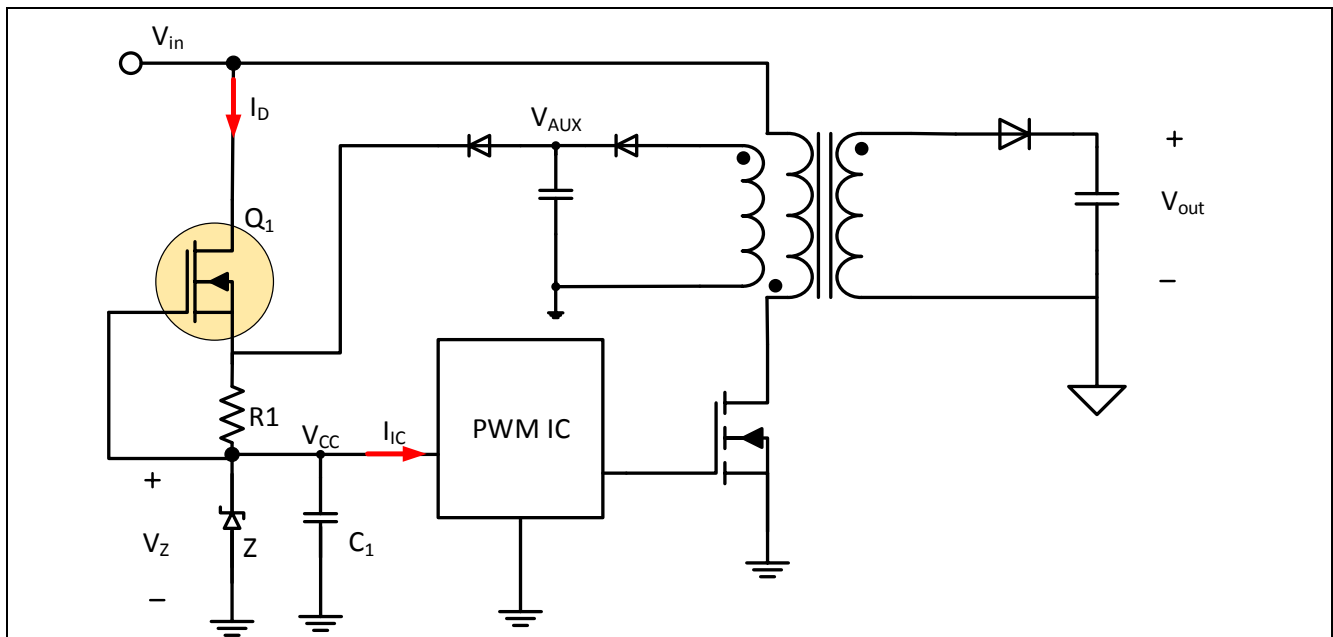 Vin
ID
VAUX
Q1
+
Vout
−
R1
VCC
IIC
PWM IC
+
VZ
−
Z
C1